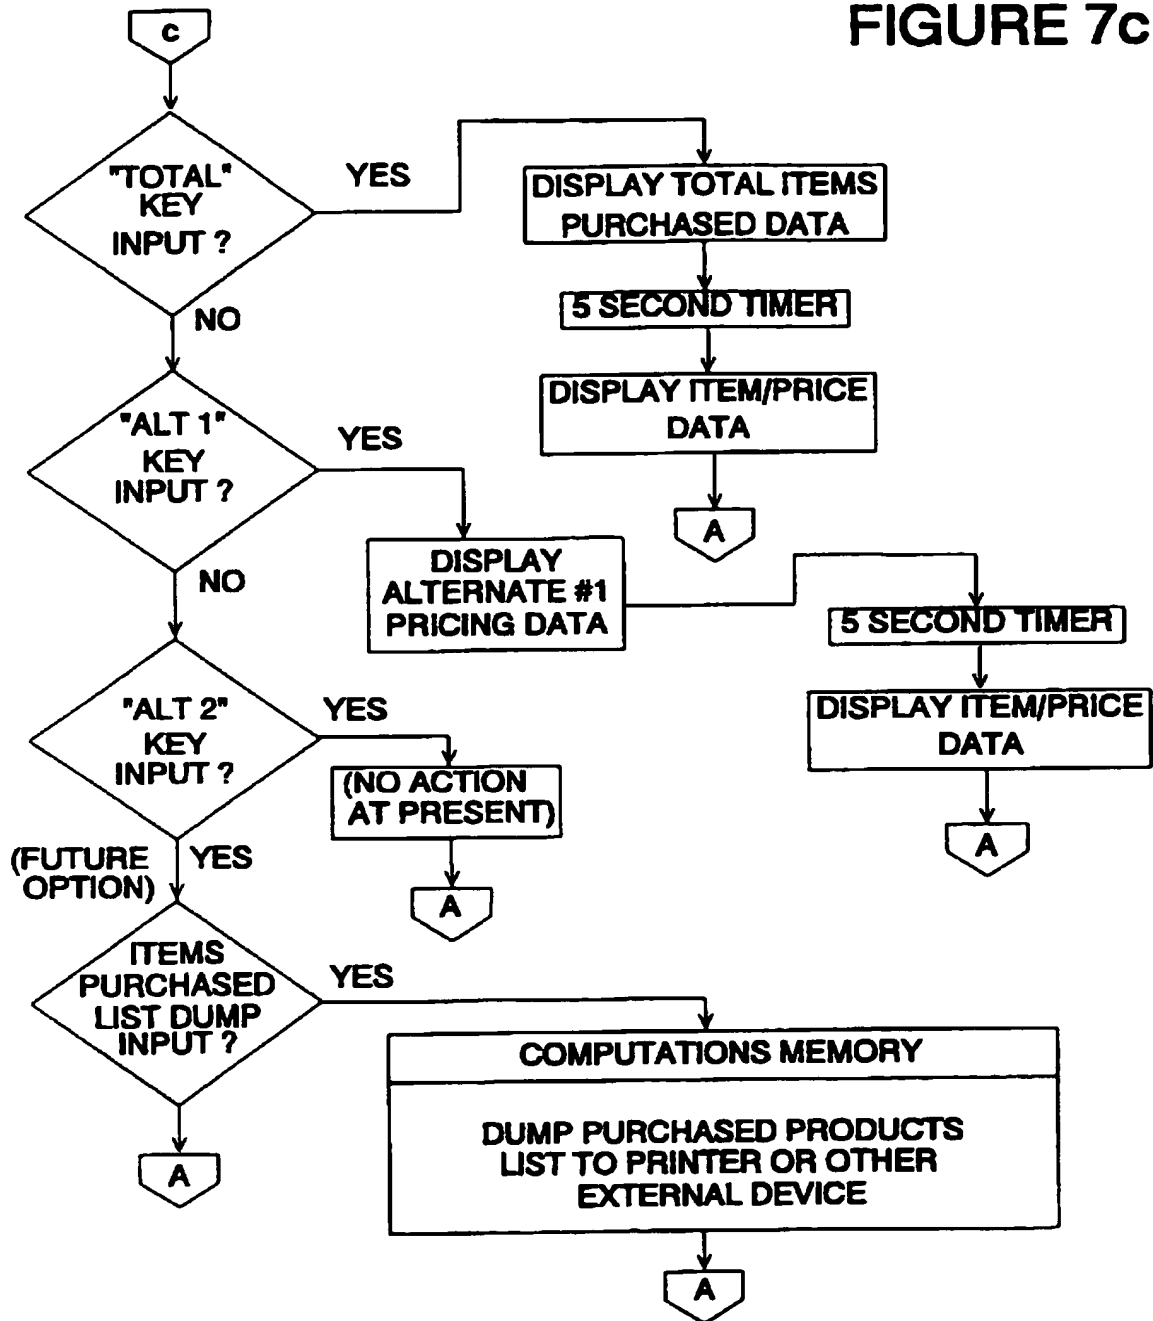 FIGURE 7c
c
"TOTAL"
KEY
INPUT ?
YES
DISPLAY TOTAL ITEMS
PURCHASED DATA
5 SECOND TIMER
DISPLAY ITEM/PRICE
DATA
A
NO
"ALT 1"
KEY
INPUT ?
YES
DISPLAY
ALTERNATE #1
PRICING DATA
5 SECOND TIMER
DISPLAY ITEM/PRICE
DATA
A
NO
"ALT 2"
KEY
INPUT ?
YES
(NO ACTION
AT PRESENT)
A
(FUTURE
OPTION)
YES
ITEMS
PURCHASED
LIST DUMP
INPUT ?
YES
COMPUTATIONS MEMORY
DUMP PURCHASED PRODUCTS
LIST TO PRINTER OR OTHER
EXTERNAL DEVICE
A
A